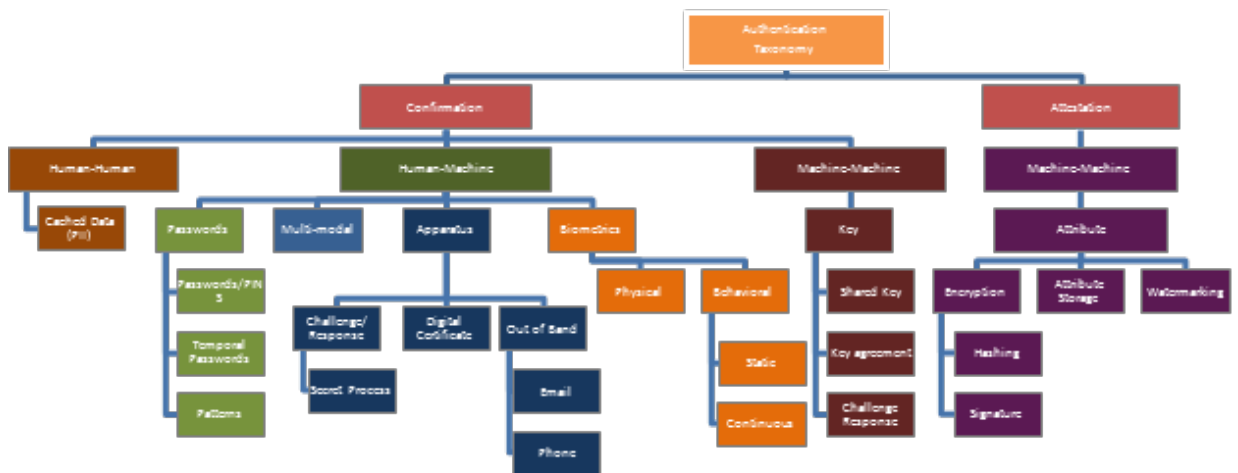 Authentication
Taxonomy
Confirmation
Attestation
Human-Human
Human-Machine
Machine-Machine
Machine-Machine
Cached Data
(PII)
Passwords
Multi-modal
Apparatus
Biometrics
Key
Attribute
Passwords/PIN
S
Physical
Behavioral
Shared Key
Encryption
Attribute
Storage
Watermarking
Challenge/
Response
Digital
Certificate
Out of Band
Temporal
Passwords
Static
Key agreement
Hashing
Secret Process
Email
Patterns
Continuous
Challenge
Response
Signature
Phone